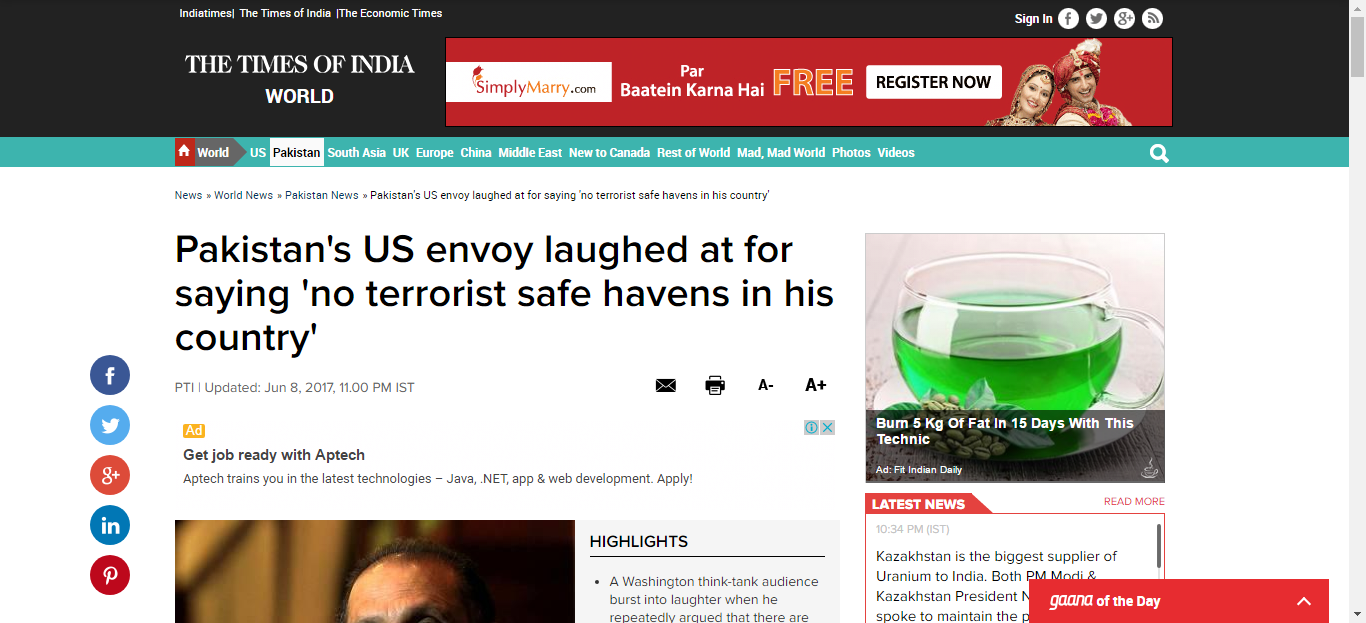 Indiatimes| The Times of India |The Economic Times
Sign In
THE TIMES OF INDIA
WORLD
SimplyMarry.com
Par
Baatein Karna Hai FREE
REGISTER NOW
World US Pakistan South Asia UK Europe China Middle East New to Canada Rest of World Mad, Mad World Photos Videos
News » World News » Pakistan News » Pakistan's US envoy laughed at for saying 'no terrorist safe havens in his country'
Pakistan's US envoy laughed at for
saying 'no terrorist safe havens in his
country'
PTI | Updated: Jun 8, 2017, 11.00 PM IST
A- A+
Ad
Get job ready with Aptech
Aptech trains you in the latest technologies – Java, .NET, app & web development. Apply!
HIGHLIGHTS
• A Washington think-tank audience
burst into laughter when he
repeatedly argued that there are
Burn 5 Kg Of Fat In 15 Days With This
Technic
Ad: Fit Indian Daily
LATEST NEWS
READ MORE
10:34 PM (IST)
Kazakhstan is the biggest supplier of
Uranium to India. Both PM Modi &
Kazakhstan President N
spoke to maintain the p
gaana of the Day